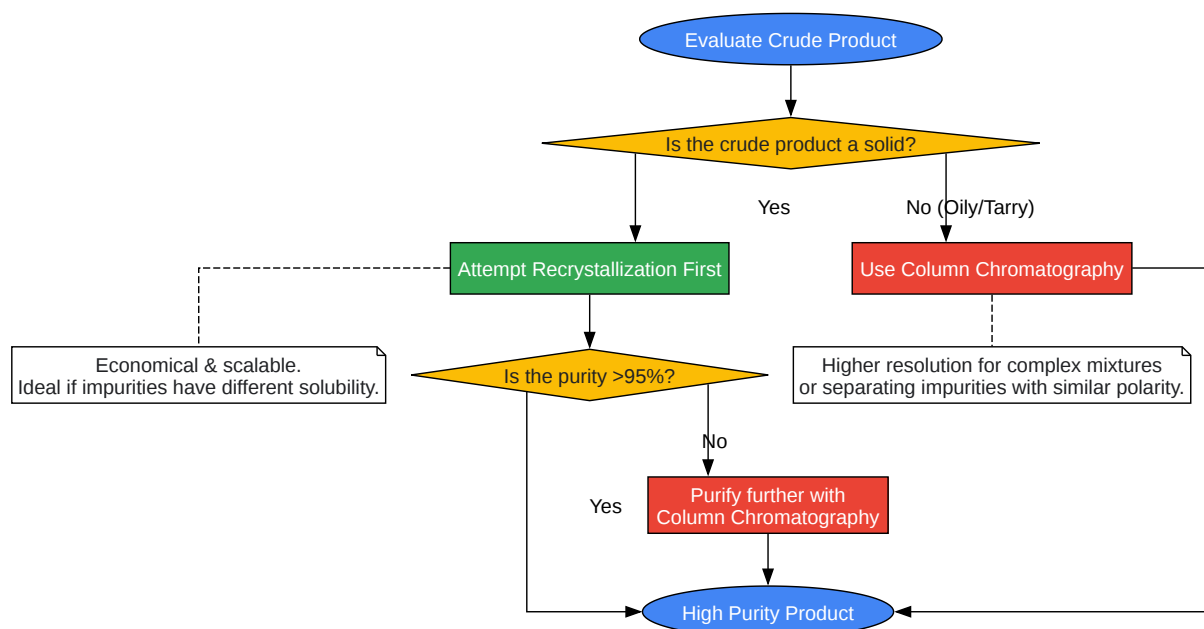 Evaluate Crude Product
Is the crude product a solid?
Yes
No (Oily/Tarry)
Attempt Recrystallization First
Use Column Chromatography
Economical & scalable.
Ideal if impurities have different solubility.
Is the purity >95%?
Higher resolution for complex mixtures
or separating impurities with similar polarity.
No
Yes
Purify further with
Column Chromatography
High Purity Product